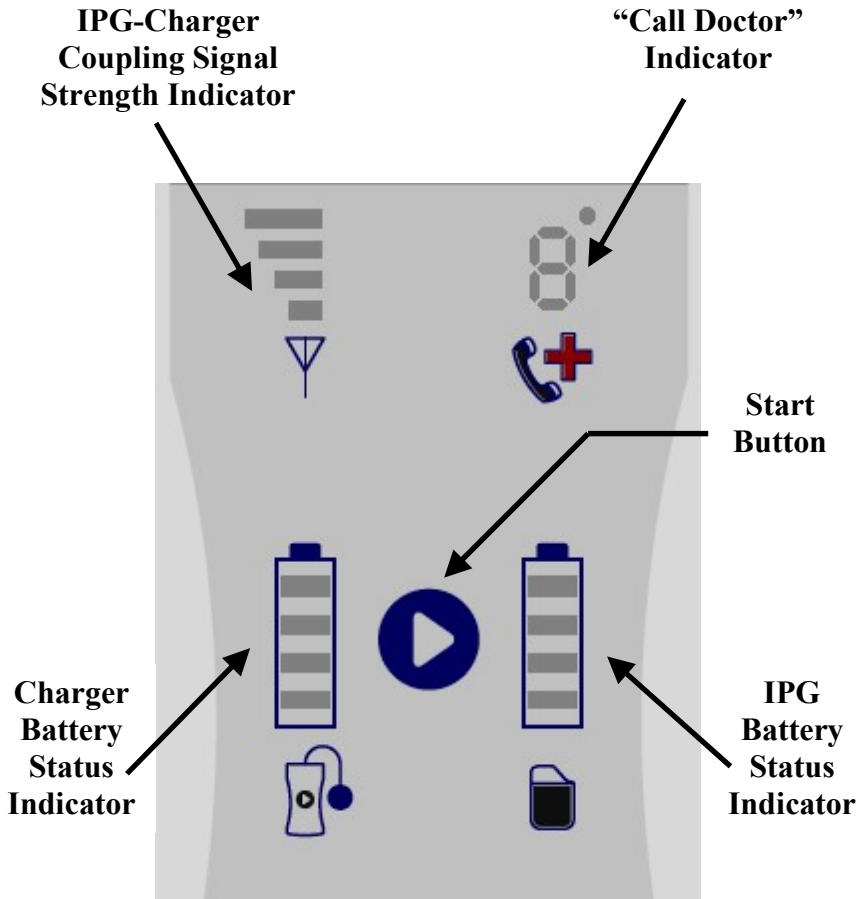 IPG-Charger
Coupling Signal
Strength Indicator
“Call Doctor”
Indicator
8
Start
Button
Charger
Battery
Status
Indicator
IPG
Battery
Status
Indicator